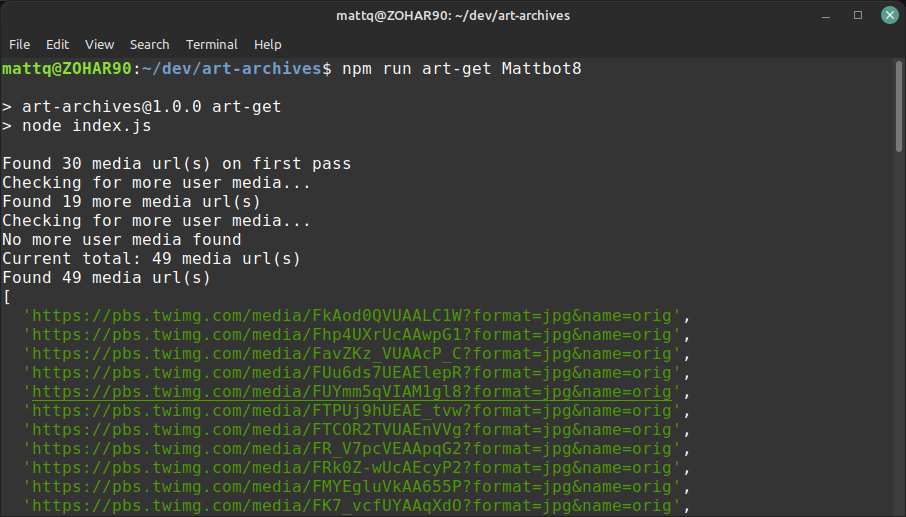 mattq@ZOHAR90: ~/dev/art-archives
File Edit View Search Terminal Help
mattq@ZOHAR90:~/dev/art-archives$ npm run art-get Mattbot8
> art-archives@1.0.0 art-get
> node index.js
Found 30 media url(s) on first pass
Checking for more user media...
Found 19 more media url(s)
Checking for more user media...
No more user media found
Current total: 49 media url(s)
Found 49 media url(s)
[
'https://pbs.twimg.com/media/FkAod0QVUAALC1W?format=jpg&name=orig',
'https://pbs.twimg.com/media/Fhp4UXrUcAAwpG1?format=jpg&name=orig',
'https://pbs.twimg.com/media/FavZKz_VUAAcP_C?format=jpg&name=orig',
'https://pbs.twimg.com/media/FUu6ds7UEAElepR?format=jpg&name=orig',
'https://pbs.twimg.com/media/FUYmm5qVIAM1gl8?format=jpg&name=orig',
'https://pbs.twimg.com/media/FTPUj9hUEAE_tvw?format=jpg&name=orig',
'https://pbs.twimg.com/media/FTCOR2TVUAEnVVg?format=jpg&name=orig',
'https://pbs.twimg.com/media/FR_V7pcVEAApqG2?format=jpg&name=orig',
'https://pbs.twimg.com/media/FRk0Z-wUcAEcyP2?format=jpg&name=orig',
'https://pbs.twimg.com/media/FMYEgluVkAA655P?format=jpg&name=orig',
'https://pbs.twimg.com/media/FK7_vcfUYAAqXdO?format=jpg&name=orig',